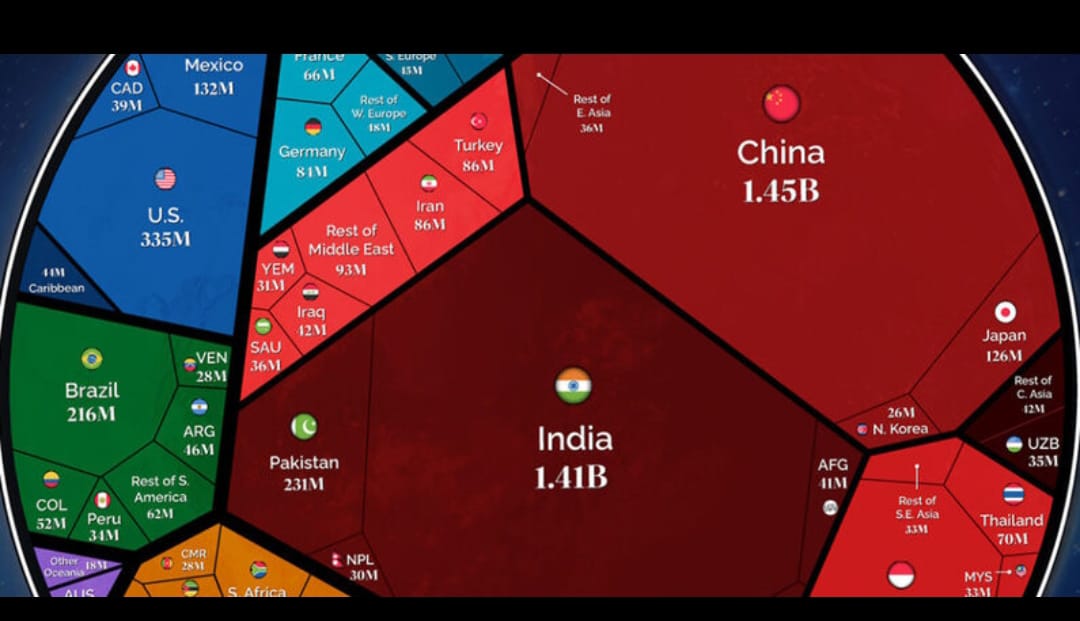 CAD
39M
Mexico
132M
France
66M
S. Europe
15M
Rest of
W. Europe
48M
Germany
84M
Turkey
86M
Rest of
E. Asia
36M
China
1.45B
U.S.
335M
Iran
86M
Rest of
Middle East
93M
YEM
31M
Iraq
42M
SAU
36M
44M
Caribbean
Japan
126M
Brazil
216M
VEN
28M
ARG
46M
Rest of
C. Asia
42M
26M
N. Korea
UZB
35M
Pakistan
231M
India
1.41B
AFG
41M
COL
52M
Peru
34M
Rest of S.
America
62M
Rest of
S.E. Asia
33M
Thailand
70M
Other
Oceania 18M
AUS
CMR
28M
S. Africa
NPL
30M
MYS
33M